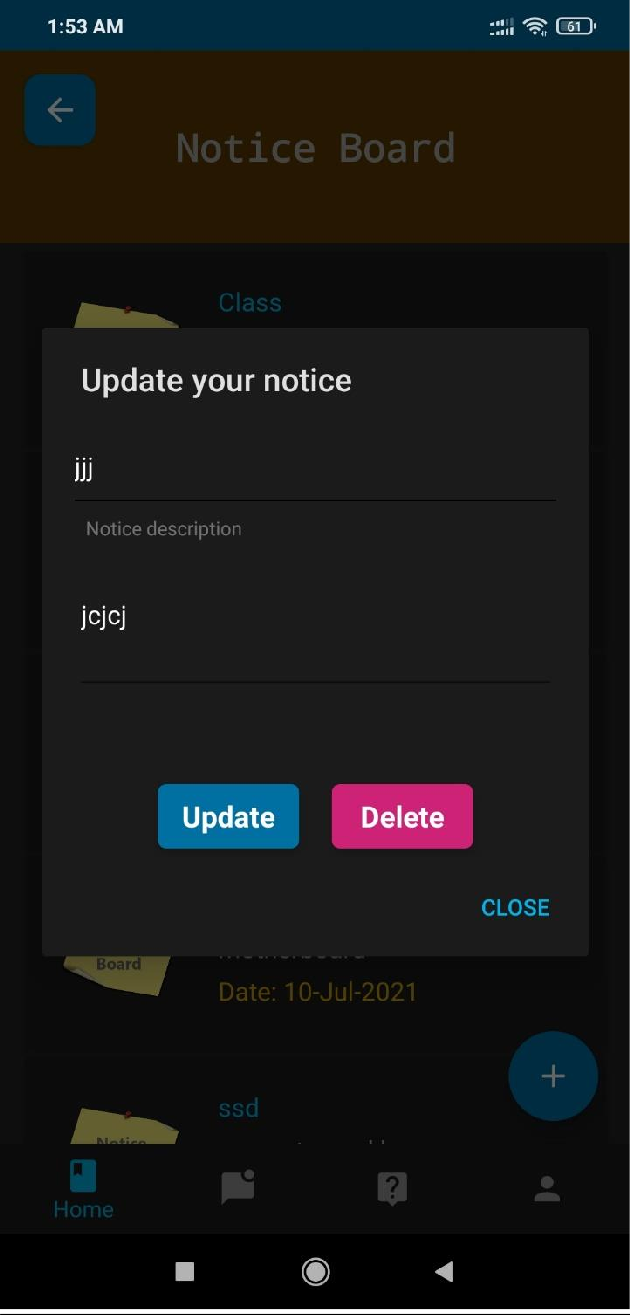 1:53 AM
61
Notice Board
Class
Update your notice
jjj
Notice description
jcjcj
Update
Delete
CLOSE
Board
Date: 10-Jul-2021
ssd
Notice
Home